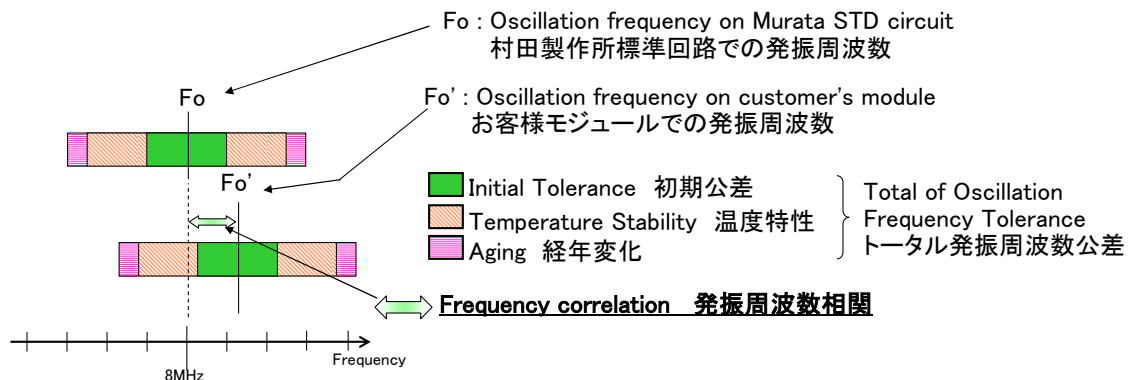 Fo : Oscillation frequency on Murata STD circuit
村田製作所標準回路での発振周波数
Fo
Fo' : Oscillation frequency on customer's module
お客様モジュールでの発振周波数
Fo'
Initial Tolerance 初期公差
Temperature Stability 温度特性
Aging 経年変化
Total of Oscillation
Frequency Tolerance
トータル発振周波数公差
Frequency correlation 発振周波数相関
Frequency
8MHz